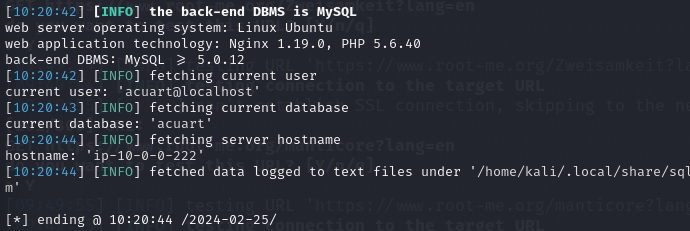 [10:20:42] [INFO] the back-end DBMS is MySQL
web server operating system: Linux Ubuntu
web application technology: Nginx 1.19.0, PHP 5.6.40
back-end DBMS: MySQL ≥ 5.0.12
[10:20:42] [INFO] fetching current user
current user: 'acuart@localhost'
[10:20:43] [INFO] fetching current database
current database: 'acuart'
[10:20:44] [INFO] fetching server hostname
hostname: 'ip-10-0-0-222'
[10:20:44] [INFO] fetched data logged to text files under '/home/kali/.local/share/sql
m'
[*] ending @ 10:20:44 /2024-02-25/